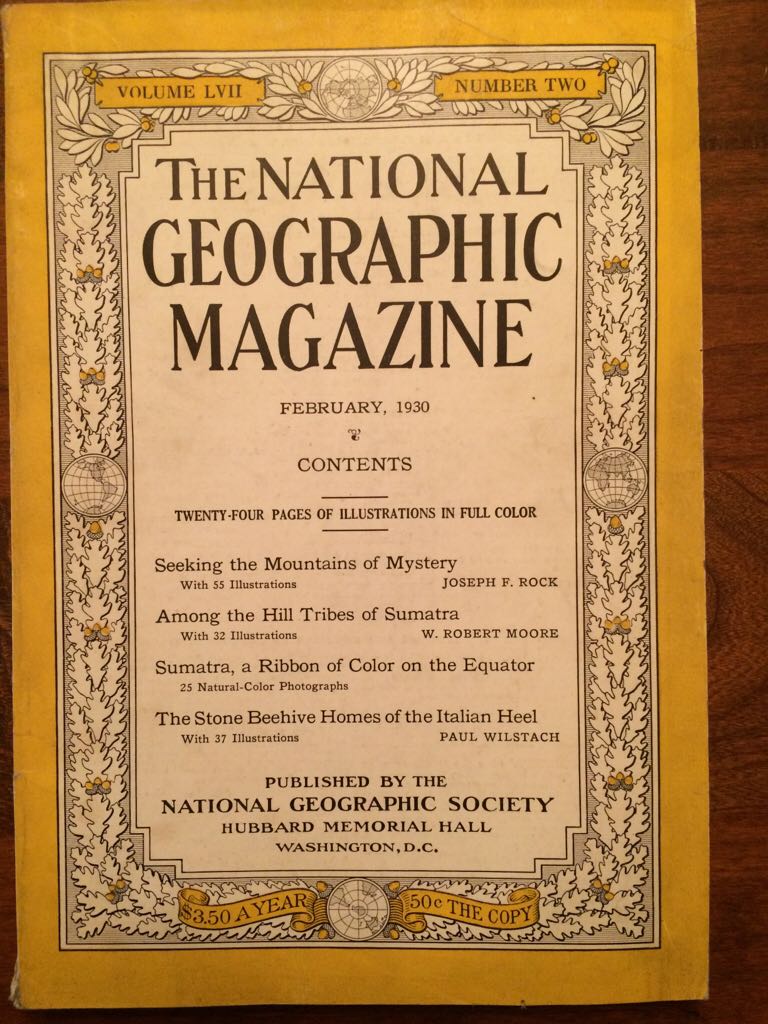 VOLUME LVII
NUMBER TWO
THE NATIONAL
GEOGRAPHIC
MAGAZINE
FEBRUARY, 1930
CONTENTS
TWENTY-FOUR PAGES OF ILLUSTRATIONS IN FULL COLOR
Seeking the Mountains of Mystery
With 55 Illustrations JOSEPH F. ROCK
Among the Hill Tribes of Sumatra
With 32 Illustrations W. ROBERT MOORE
Sumatra, a Ribbon of Color on the Equator
25 Natural-Color Photographs
The Stone Beehive Homes of the Italian Heel
With 37 Illustrations PAUL WILSTACH
PUBLISHED BY THE
NATIONAL GEOGRAPHIC SOCIETY
HUBBARD MEMORIAL HALL
WASHINGTON, D.C.
$3.50 A YEAR
50c THE COPY